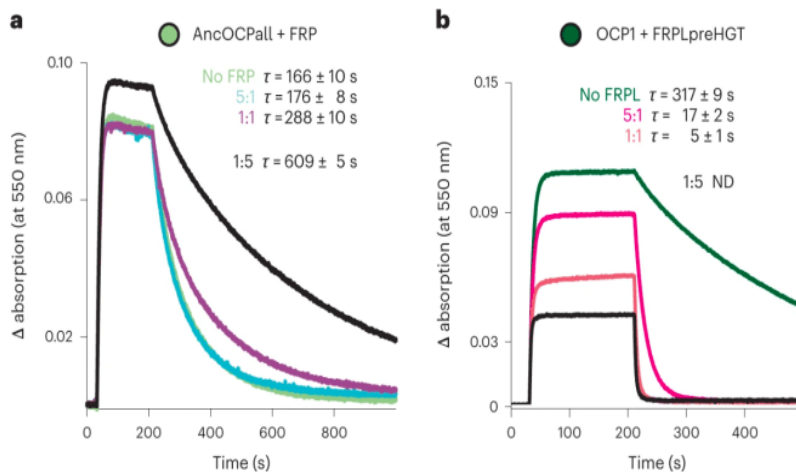 a
AncOCPall + FRP
No FRP τ = 166 ± 10 s
5:1 τ = 176 ± 8 s
1:1 τ = 288 ± 10 s
1:5 τ = 609 ± 5 s
Δ absorption (at 550 nm)
0.10
0.06
0.02
0 200 400 600 800
Time (s)
b
OCP1 + FRPLpreHGT
No FRPL τ = 317 ± 9 s
5:1 τ = 17 ± 2 s
1:1 τ = 5 ± 1 s
1:5 ND
Δ absorption (at 550 nm)
0.15
0.09
0.03
0
0 100 200 300 400
Time (s)